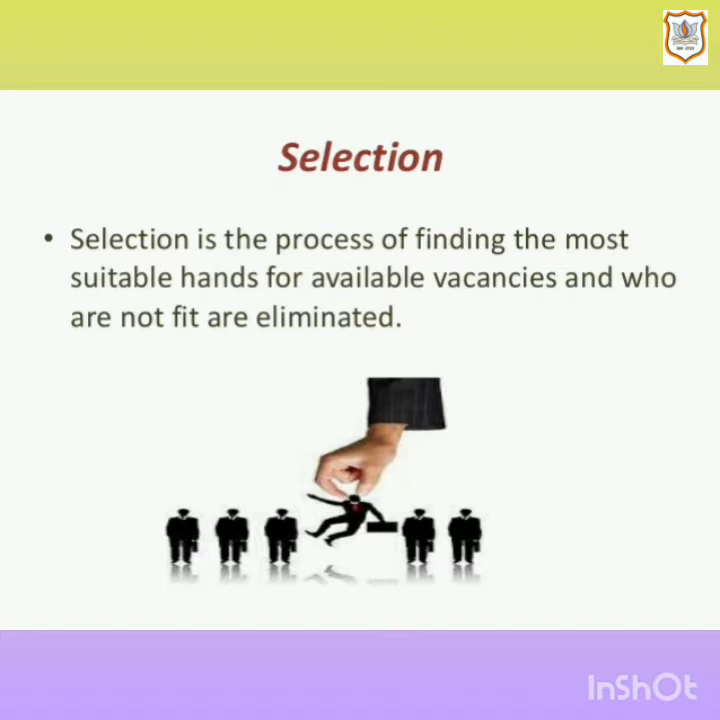 Selection
• Selection is the process of finding the most
suitable hands for available vacancies and who
are not fit are eliminated.
InShOt